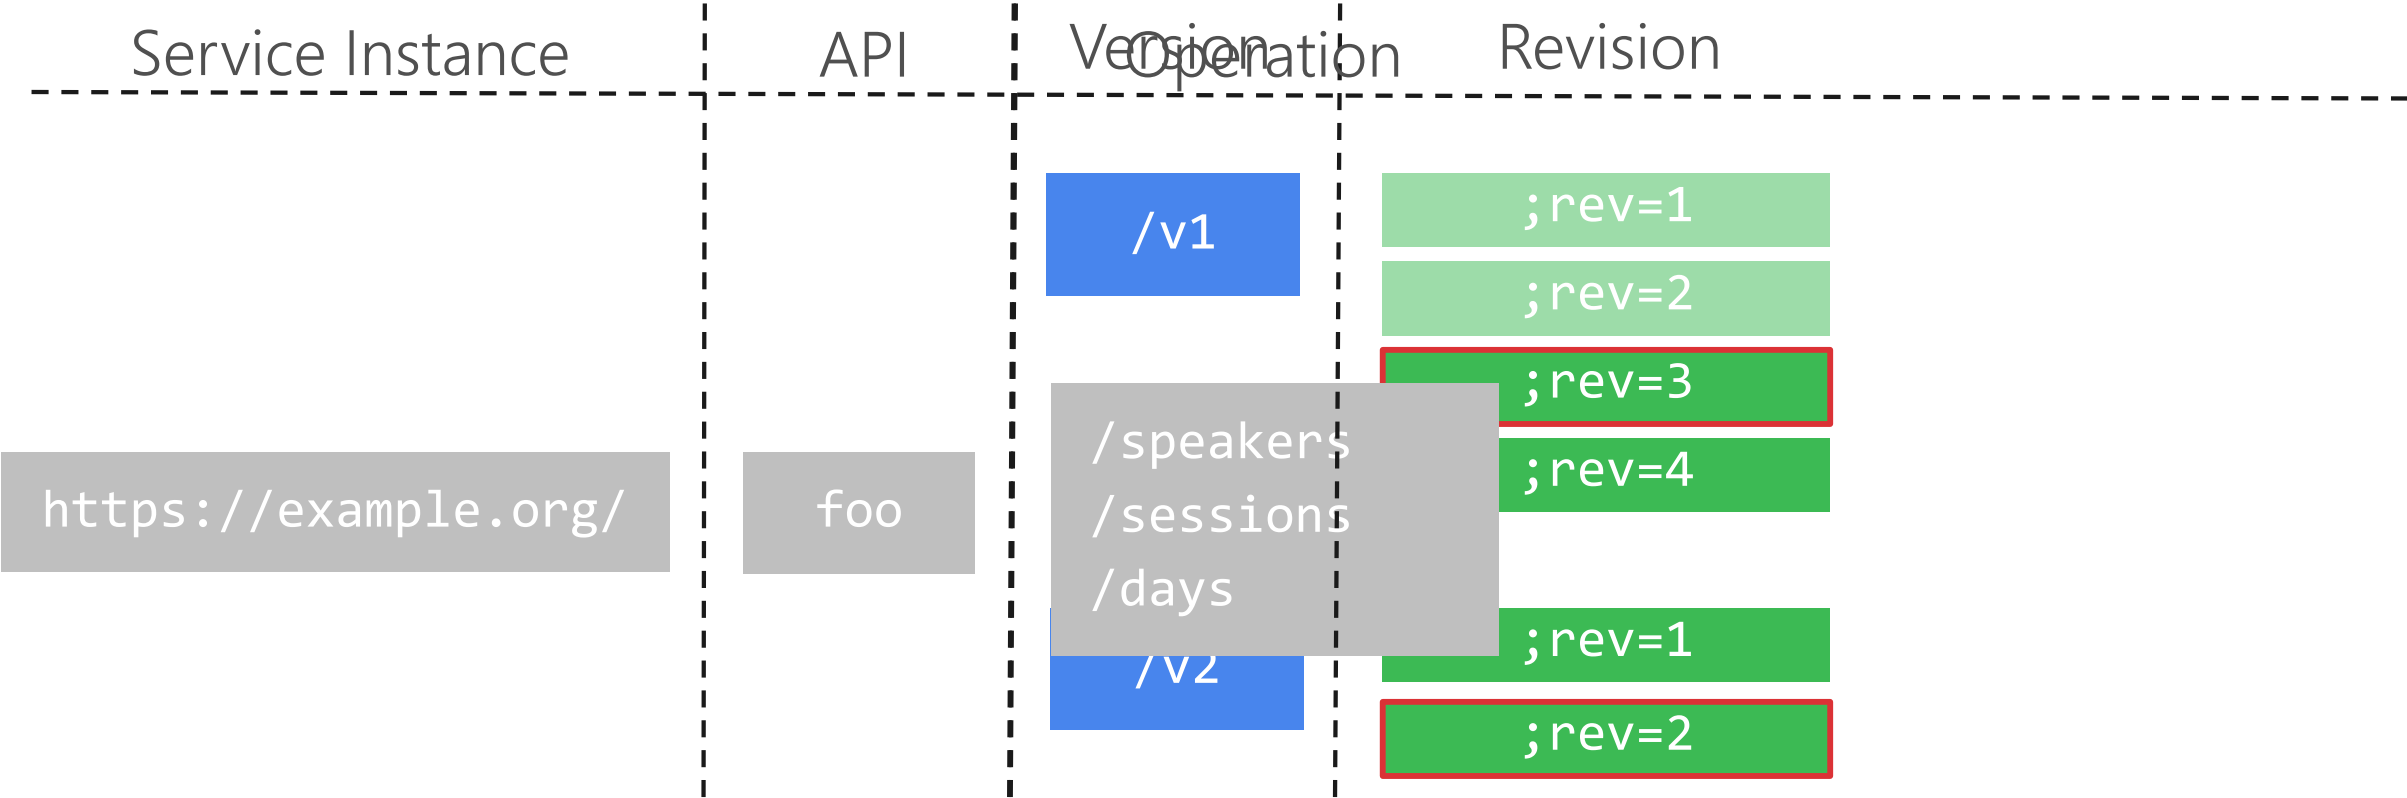 Service Instance
API
Version
Operation
Revision
https://example.org/
foo
/v1
/v2
/speakers
/sessions
/days
;rev=1
;rev=2
;rev=3
;rev=4
;rev=1
;rev=2